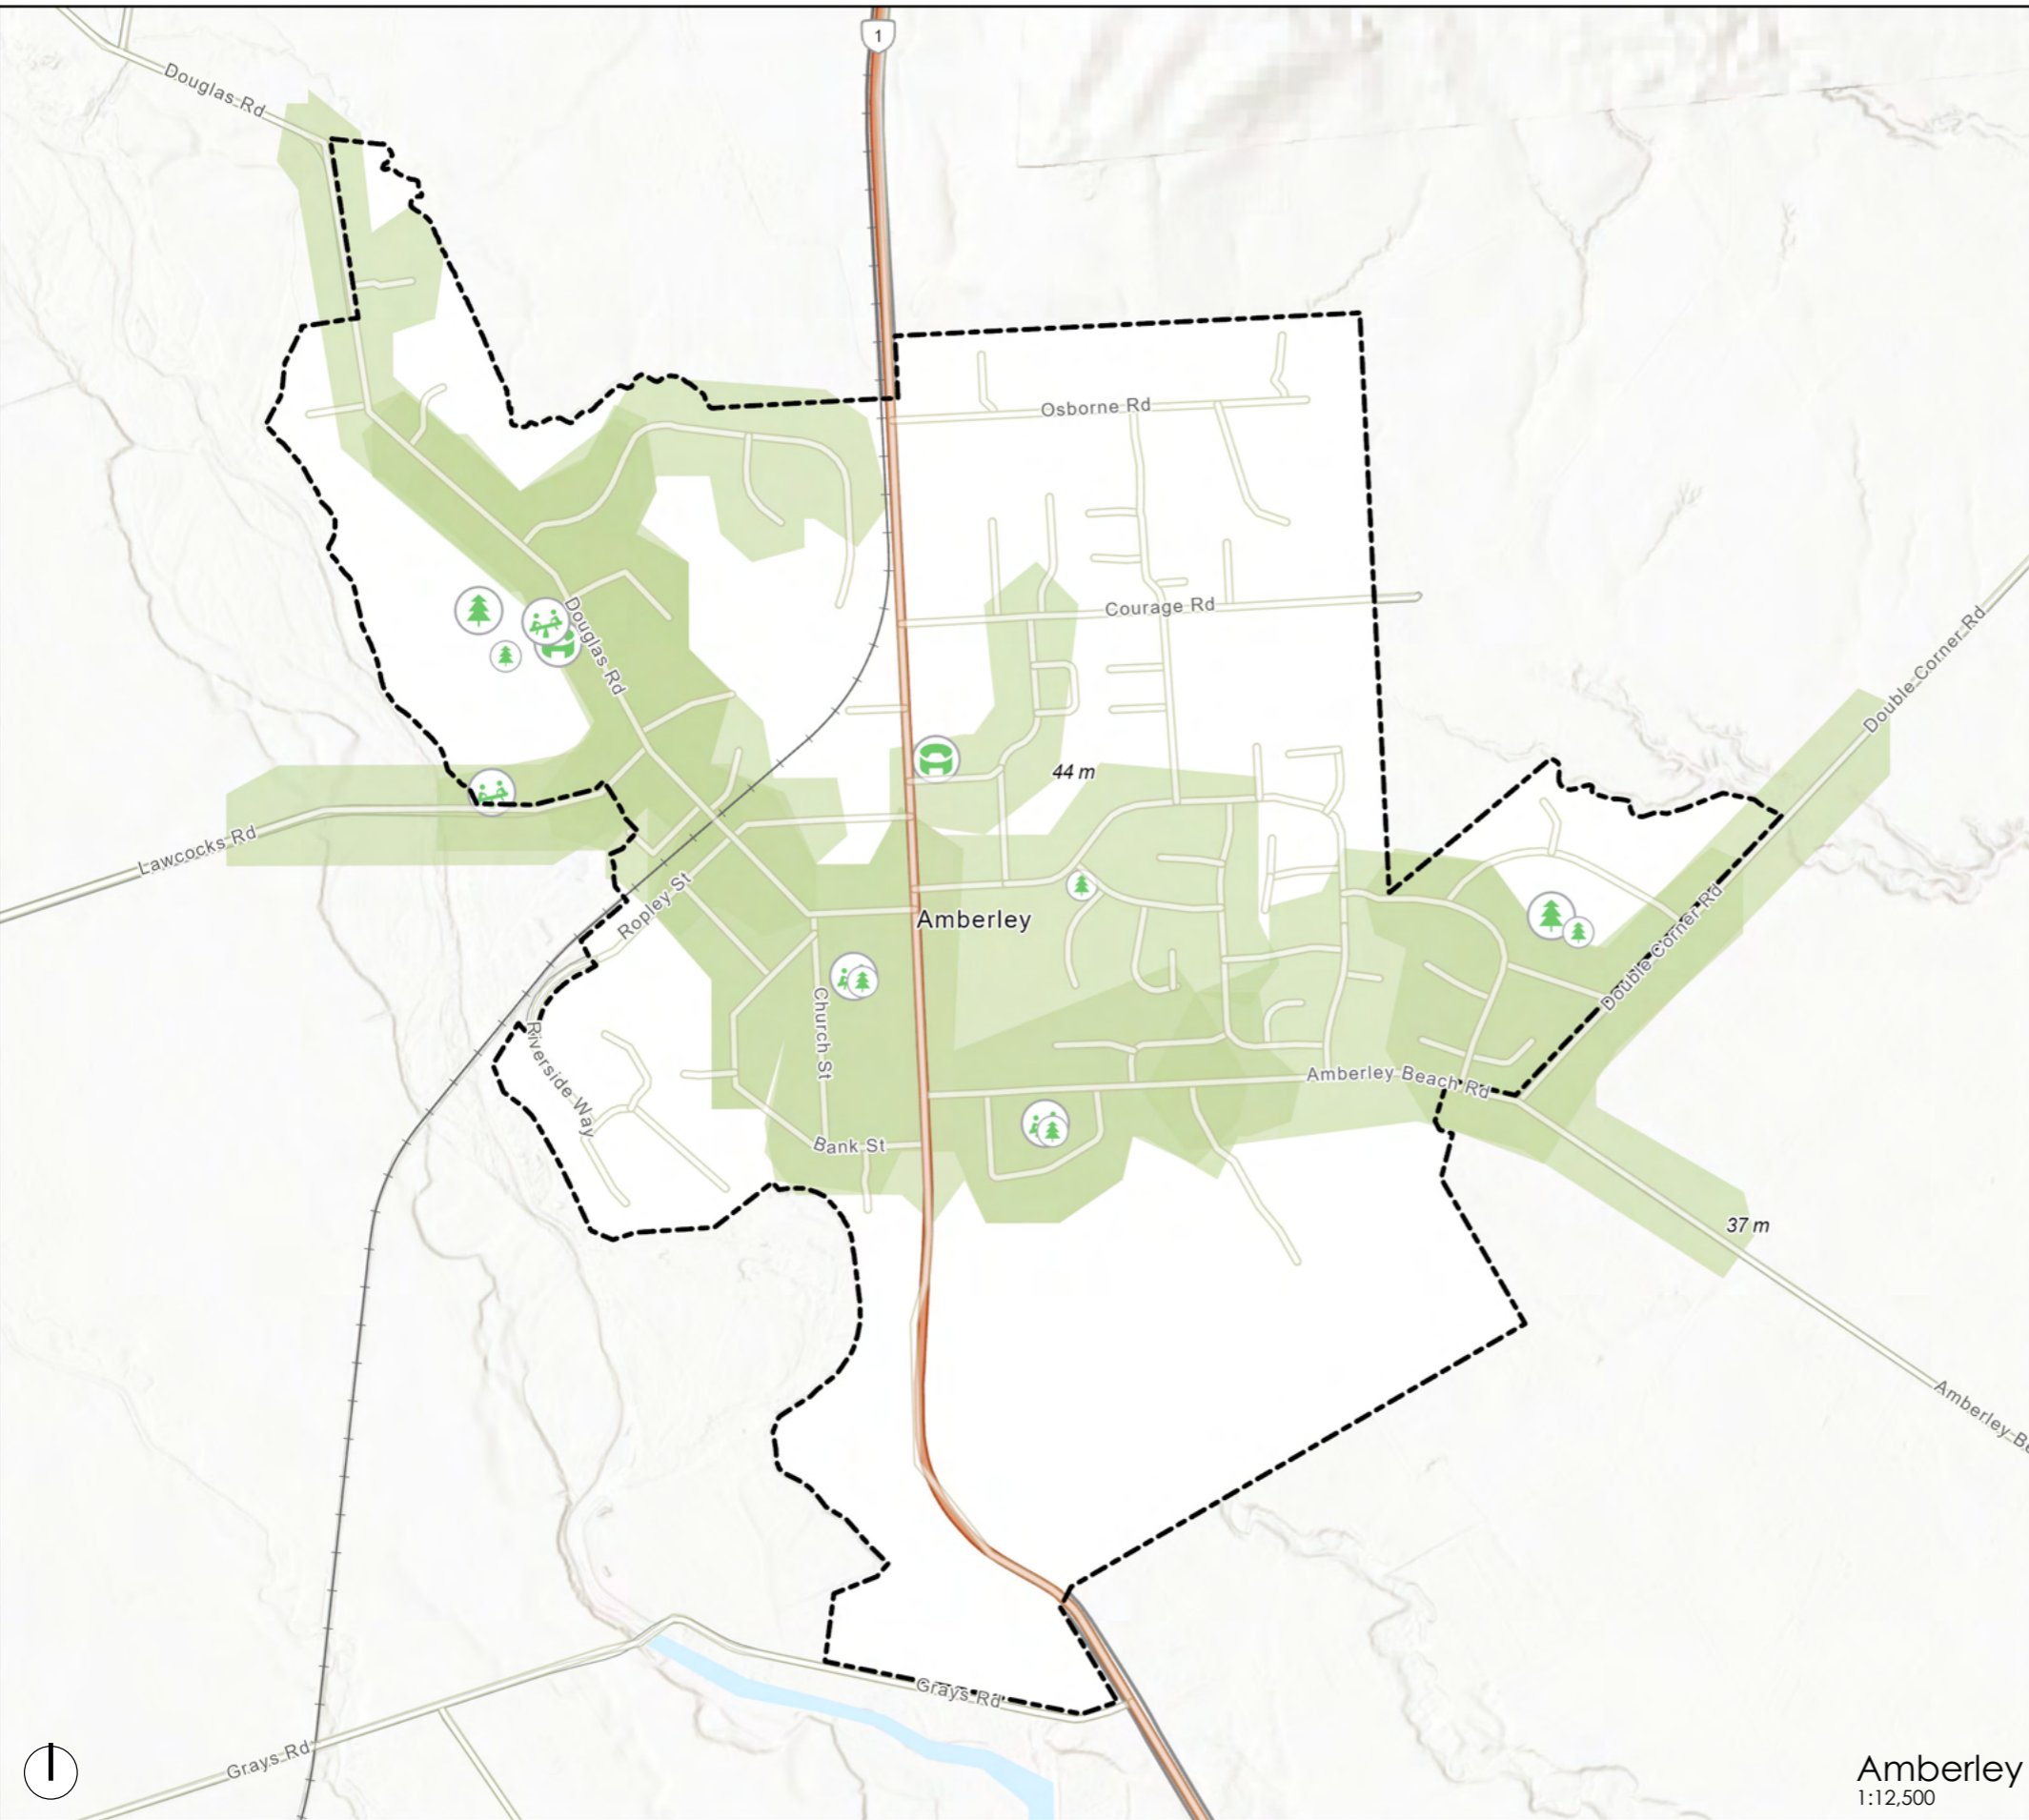 1
Douglas Rd
Osborne Rd
Courage Rd
Douglas Rd
Double Corner Rd
44 m
Lawcocks Rd
Ropley St
Amberley
Double Corner Rd
Church St
Riverside Way
Amberley Beach Rd
Bank St
37 m
Amberley Be
Grays Rd
Grays Rd
Amberley
1:12,500